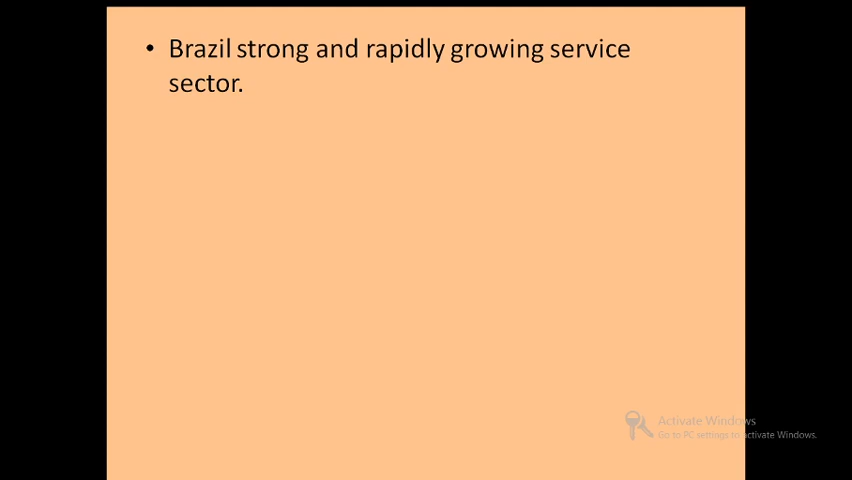 • Brazil strong and rapidly growing service
sector.
Activate Windows
Go to PC settings to activate Windows.